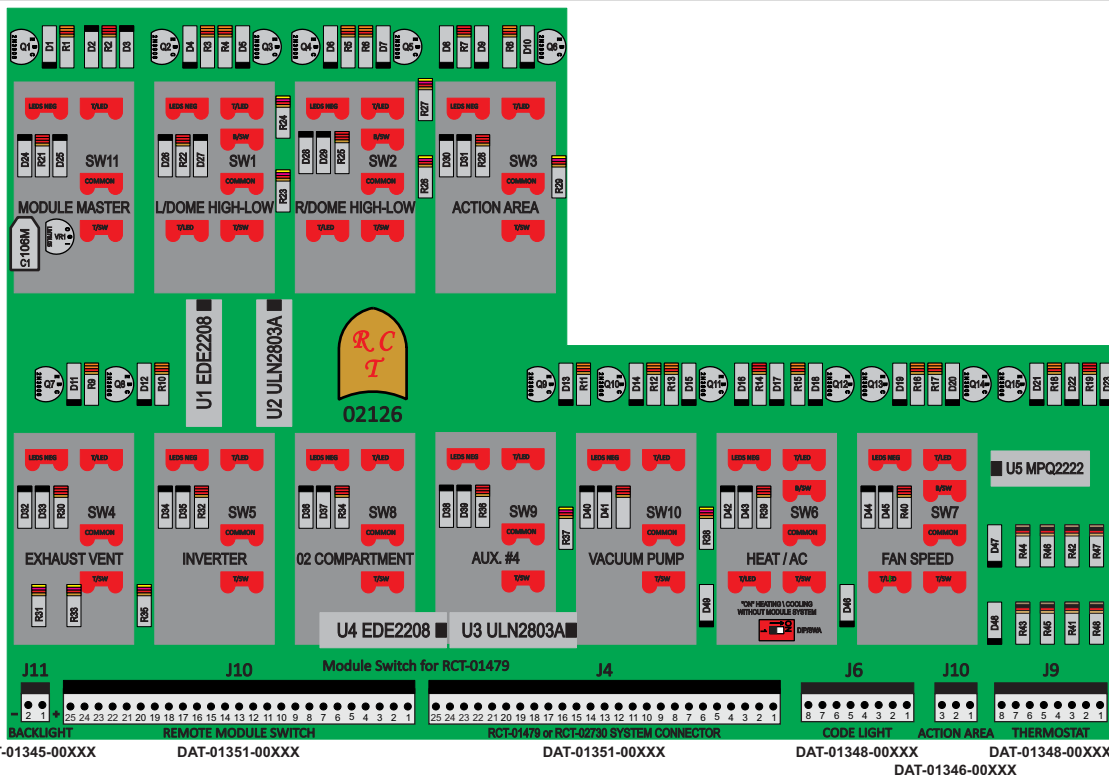 Q1 D1 R1 D2 R2 D3 Q2 D4 R3 R4 D5 Q3 Q4 D6 R5 R6 D7 Q5 D8 R7 D9 R8 D10 Q6
LEDS NEG T/LED LEDS NEG T/LED LEDS NEG T/LED LEDS NEG T/LED
R24 R27
B/SW B/SW
D24 R21 D25 SW11 D26 R22 D27 SW1 D28 D29 R25 SW2 D30 D31 R28 SW3
COMMON COMMON COMMON COMMON
R23 R26 R29
MODULE MASTER L/DOME HIGH-LOW R/DOME HIGH-LOW ACTION AREA
T/SW T/LED T/SW T/LED T/SW T/SW
Ω106M VR1
U1 EDE2208 U2 ULN2803A
R C
T
02126
Q7 D11 R9 Q8 D12 R10
Q9 D13 R11 Q10 D14 R12 R13 D15 Q11 D16 R14 D17 R15 D18 Q12 Q13 D19 R16 R17 D20 Q14 Q15 D21 R18 D22 R19 D23
LEDS NEG T/LED LEDS NEG T/LED LEDS NEG T/LED LEDS NEG T/LED LEDS NEG T/LED LEDS NEG T/LED LEDS NEG T/LED
B/SW B/SW
U5 MPQ2222
D32 D33 R30 SW4 D34 D35 R32 SW5 D36 D37 R34 SW8 D38 D39 R36 SW9 D40 D41 SW10 D42 D43 R39 SW6 D44 D45 R40 SW7
COMMON COMMON COMMON COMMON COMMON COMMON COMMON
R37 R38
D47 R44 R46 R42 R47
EXHAUST VENT INVERTER 02 COMPARTMENT AUX. #4 VACUUM PUMP HEAT / AC FAN SPEED
T/SW T/SW T/SW T/SW T/SW T/LED T/SW T/LED T/SW
R31 R33 R35 D49 D46
"ON" HEATING \ COOLING
WITHOUT MODULE SYSTEM
ON DIPSWA
D48 R43 R45 R41 R48
U4 EDE2208 U3 ULN2803A
Module Switch for RCT-01479
J11 J10 J4 J6 J10 J9
- 2 1 +
25 24 23 22 21 20 19 18 17 16 15 14 13 12 11 10 9 8 7 6 5 4 3 2 1
25 24 23 22 21 20 19 18 17 16 15 14 13 12 11 10 9 8 7 6 5 4 3 2 1
8 7 6 5 4 3 2 1
3 2 1
8 7 6 5 4 3 2 1
BACKLIGHT REMOTE MODULE SWITCH RCT-01479 or RCT-02730 SYSTEM CONNECTOR CODE LIGHT ACTION AREA THERMOSTAT
T-01345-00XXX DAT-01351-00XXX DAT-01351-00XXX DAT-01348-00XXX DAT-01348-00XXX
DAT-01346-00XXX